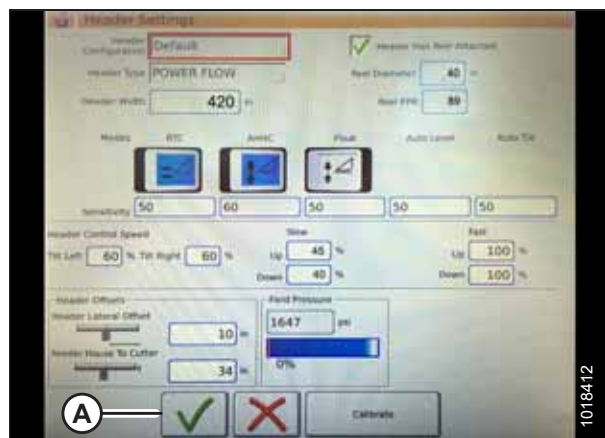 Header Settings
Header Configuration Default
Header Has Reel Attached
Header Type POWER FLOW
Reel Diameter 40 in
Header Width 420 in
Reel PPR 89
Modes RTC AHHC Float Auto Level Auto Tilt
Sensitivity 50 60 50 50 50
Header Control Speed
Slow
Fast
Tilt Left 60 % Tilt Right 60 %
Up 45 %
Up 100 %
Down 40 %
Down 100 %
Header Offsets
Field Pressure
Header Lateral Offset
10 in
1647 psi
Feeder House To Cutter
34 in
0%
A
Calibrate
1018412